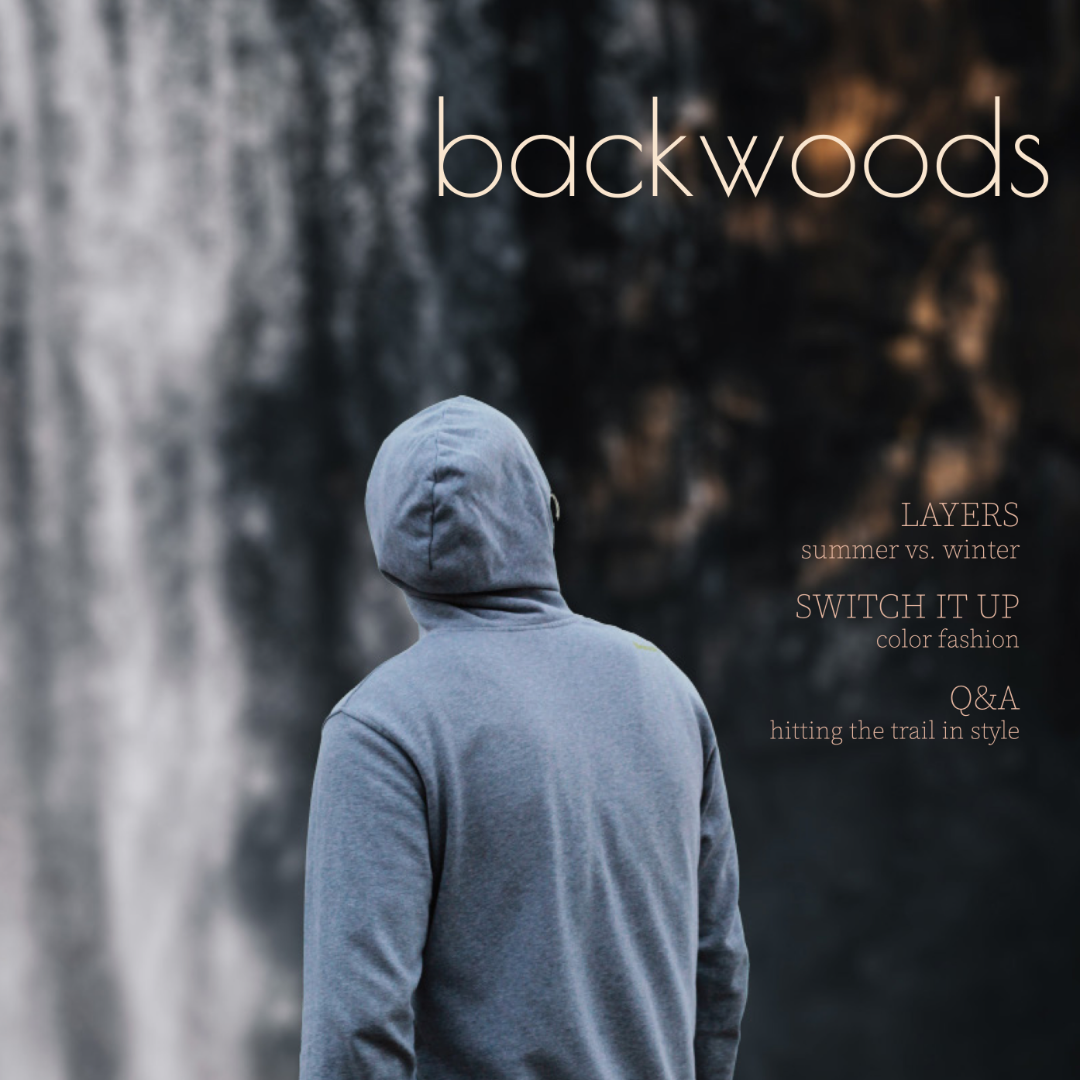 backwoods
LAYERS
summer vs. winter
SWITCH IT UP
color fashion
Q&A
hitting the trail in style